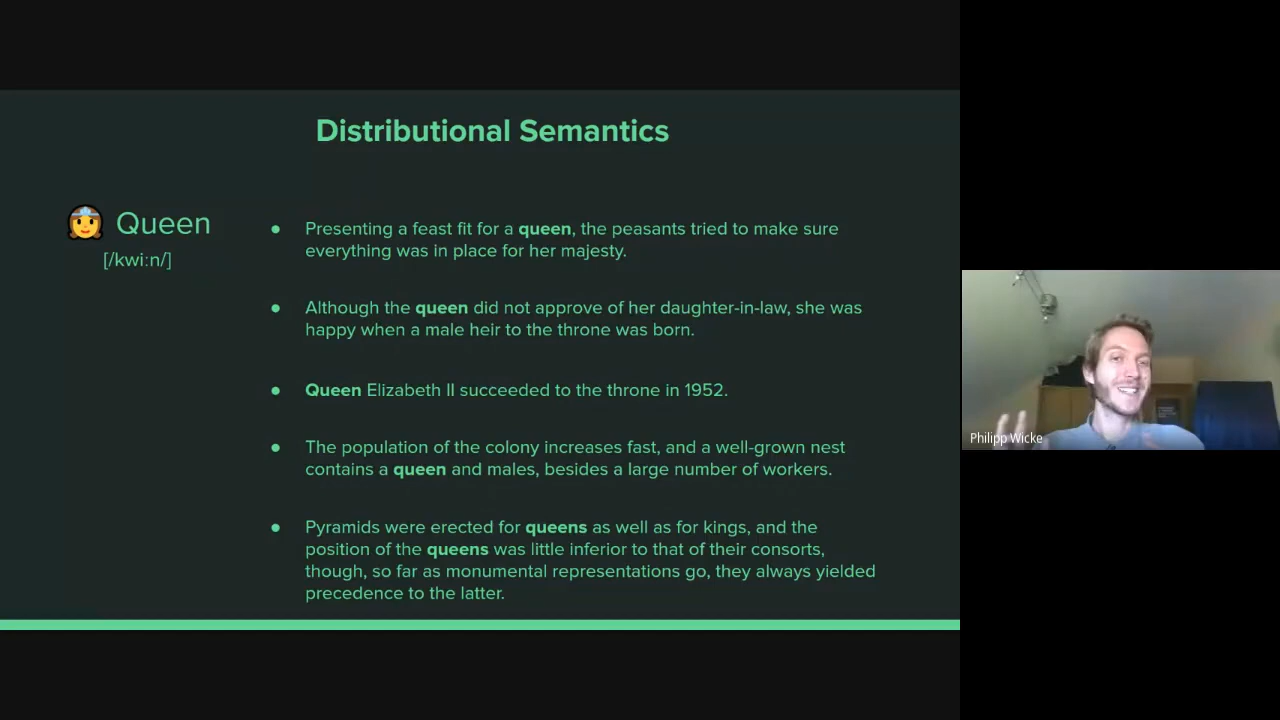 Distributional Semantics
Queen
[/kwi:n/]
● Presenting a feast fit for a queen, the peasants tried to make sure
everything was in place for her majesty.
● Although the queen did not approve of her daughter-in-law, she was
happy when a male heir to the throne was born.
● Queen Elizabeth II succeeded to the throne in 1952.
● The population of the colony increases fast, and a well-grown nest
contains a queen and males, besides a large number of workers.
● Pyramids were erected for queens as well as for kings, and the
position of the queens was little inferior to that of their consorts,
though, so far as monumental representations go, they always yielded
precedence to the latter.
Philipp Wicke